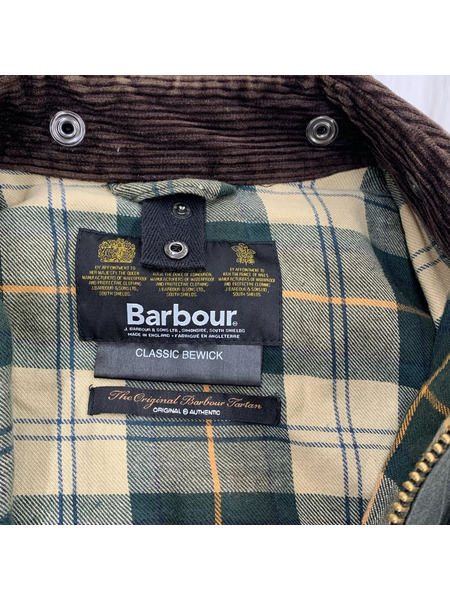 BY APPOINTMENT TO
HER MAJESTY THE QUEEN
MANUFACTURERS OF WATERPROOF
AND PROTECTIVE CLOTHING
J.BARBOUR & SONS LTD
SOUTH SHIELDS
BY APPOINTMENT TO
H.R.H. THE DUKE OF EDINBURGH
MANUFACTURERS OF WATERPROOF
AND PROTECTIVE CLOTHING
J.BARBOUR & SONS LTD
SOUTH SHIELDS
BY APPOINTMENT TO
H.R.H. THE PRINCE OF WALES
MANUFACTURERS OF WATERPROOF
AND PROTECTIVE CLOTHING
J.BARBOUR & SONS LTD
SOUTH SHIELDS
Barbour®
J. BARBOUR & SONS LTD., SIMONSIDE, SOUTH SHIELDS
MADE IN ENGLAND • FABRIQUE EN ANGLETERRE
CLASSIC BEWICK
The Original Barbour Tartan
ORIGINAL & AUTHENTIC